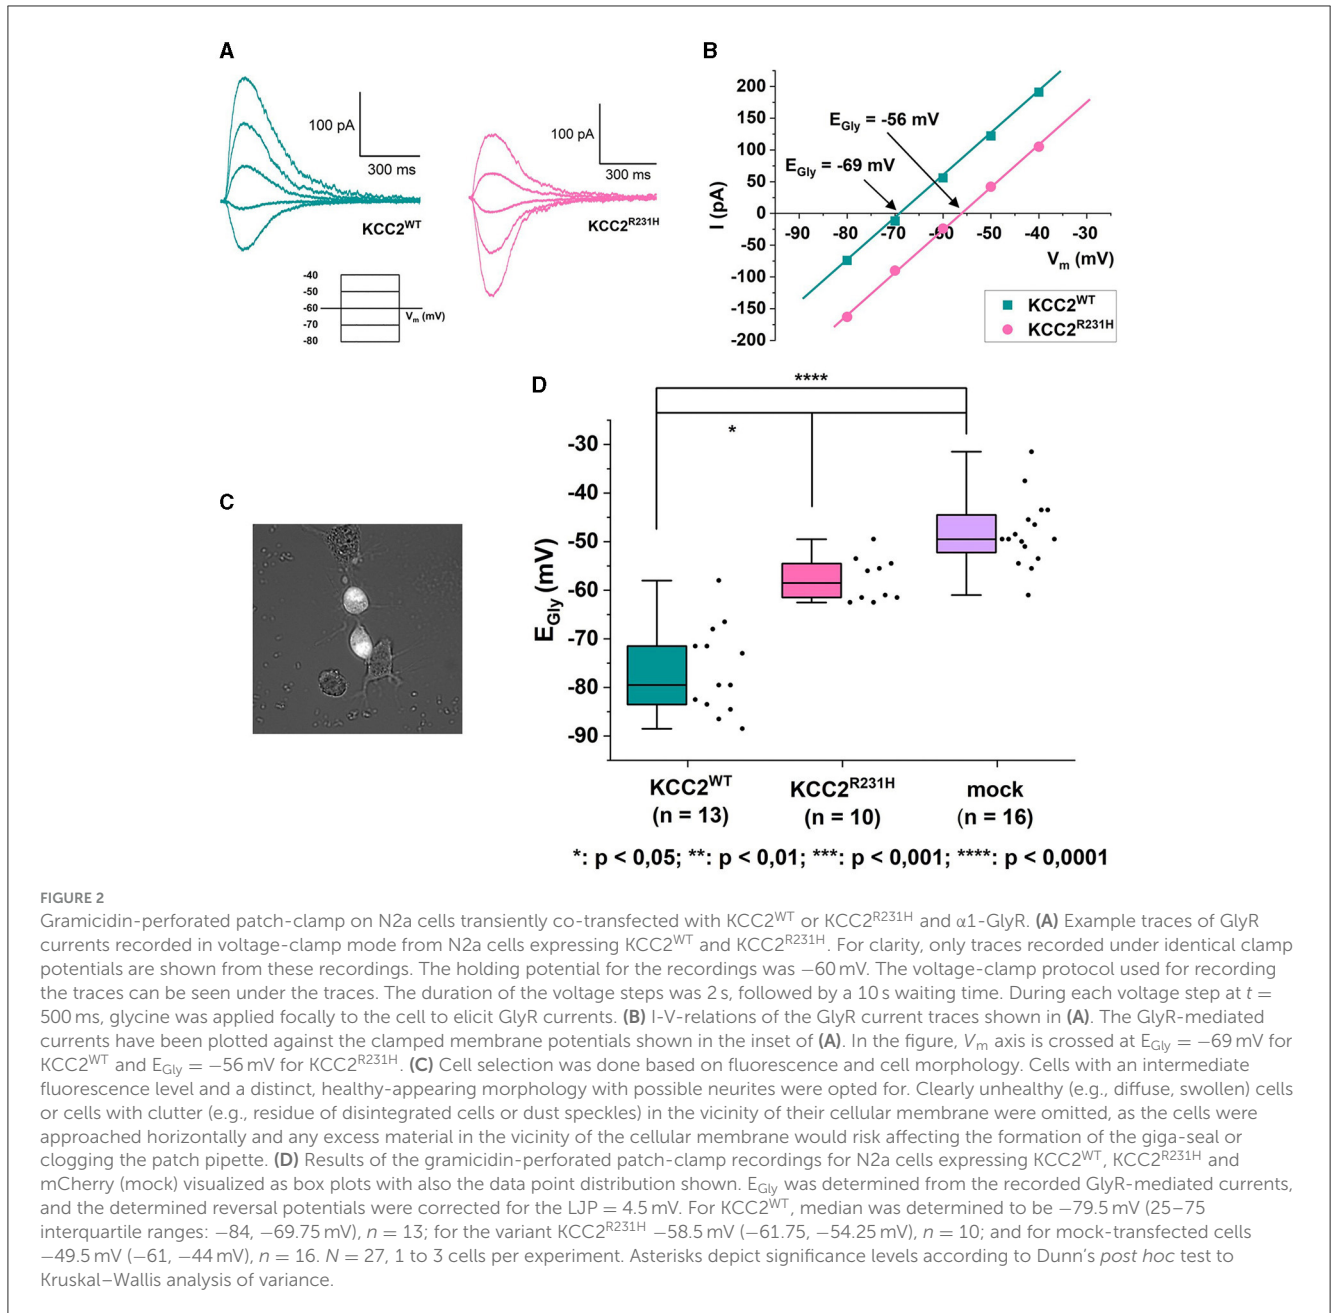 A
100 pA
300 ms
KCC2WT
100 pA
300 ms
KCC2R231H
-40
-50
-60
-70
-80
Vm (mV)
B
200
150
100
50
0
-50
-100
-150
-200
I (pA)
EGly = -56 mV
EGly = -69 mV
-90 -80 -70 -60 -50 -40 -30
Vm (mV)
KCC2WT
KCC2R231H
C
D
****
*
-30
-40
-50
-60
-70
-80
-90
EGly (mV)
KCC2WT KCC2R231H mock
(n = 13) (n = 10) (n = 16)
*: p < 0,05; **: p < 0,01; ***: p < 0,001; ****: p < 0,0001
FIGURE 2
Gramicidin-perforated patch-clamp on N2a cells transiently co-transfected with KCC2WT or KCC2R231H and α1-GlyR. (A) Example traces of GlyR
currents recorded in voltage-clamp mode from N2a cells expressing KCC2WT and KCC2R231H. For clarity, only traces recorded under identical clamp
potentials are shown from these recordings. The holding potential for the recordings was −60 mV. The voltage-clamp protocol used for recording
the traces can be seen under the traces. The duration of the voltage steps was 2 s, followed by a 10 s waiting time. During each voltage step at t =
500 ms, glycine was applied focally to the cell to elicit GlyR currents. (B) I-V-relations of the GlyR current traces shown in (A). The GlyR-mediated
currents have been plotted against the clamped membrane potentials shown in the inset of (A). In the figure, Vm axis is crossed at EGly = −69 mV for
KCC2WT and EGly = −56 mV for KCC2R231H. (C) Cell selection was done based on fluorescence and cell morphology. Cells with an intermediate
fluorescence level and a distinct, healthy-appearing morphology with possible neurites were opted for. Clearly unhealthy (e.g., diffuse, swollen) cells
or cells with clutter (e.g., residue of disintegrated cells or dust speckles) in the vicinity of their cellular membrane were omitted, as the cells were
approached horizontally and any excess material in the vicinity of the cellular membrane would risk affecting the formation of the giga-seal or
clogging the patch pipette. (D) Results of the gramicidin-perforated patch-clamp recordings for N2a cells expressing KCC2WT, KCC2R231H and
mCherry (mock) visualized as box plots with also the data point distribution shown. EGly was determined from the recorded GlyR-mediated currents,
and the determined reversal potentials were corrected for the LJP = 4.5 mV. For KCC2WT, median was determined to be −79.5 mV (25–75
interquartile ranges: −84, −69.75 mV), n = 13; for the variant KCC2R231H −58.5 mV (−61.75, −54.25 mV), n = 10; and for mock-transfected cells
−49.5 mV (−61, −44 mV), n = 16. N = 27, 1 to 3 cells per experiment. Asterisks depict significance levels according to Dunn's post hoc test to
Kruskal–Wallis analysis of variance.